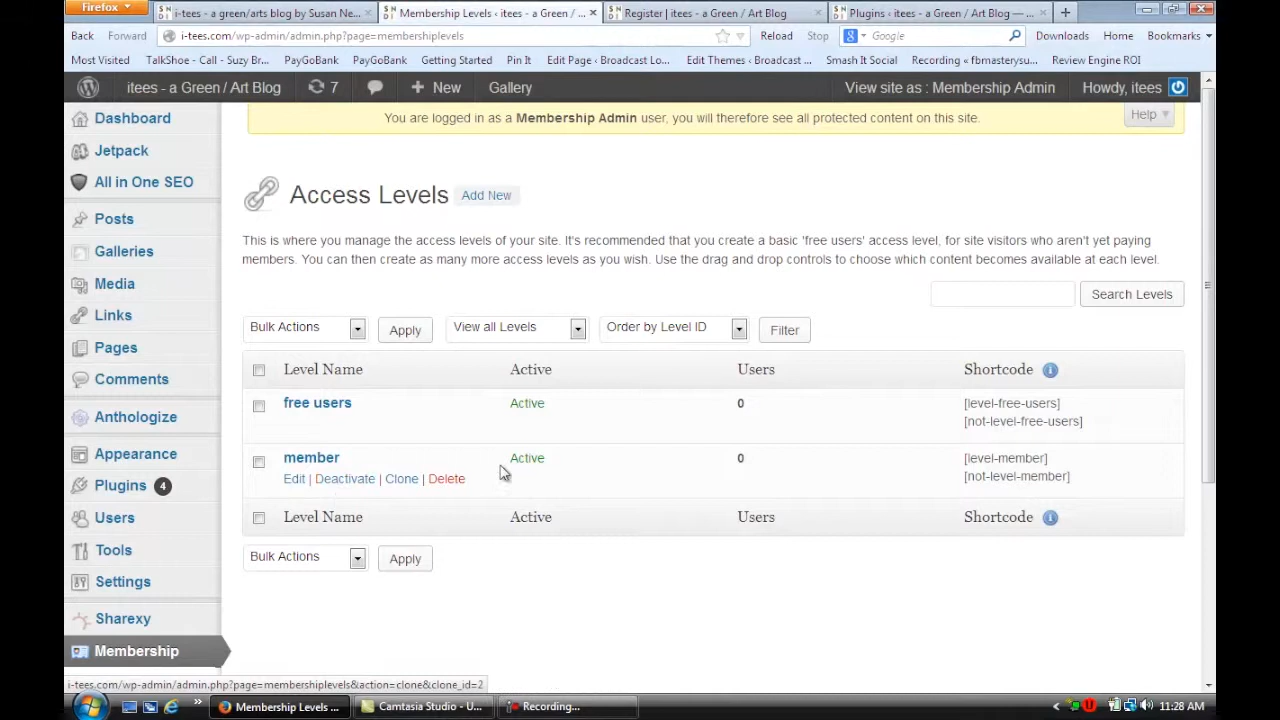 Firefox
i-tees - a green/arts blog by Susan Ne...
Membership Levels ‹ itees - a Green / ...
Register | itees - a Green / Art Blog
Plugins ‹ itees - a Green / Art Blog — ...
Back
Forward
i-tees.com/wp-admin/admin.php?page=membershiplevels
Google
Reload
Stop
Downloads
Home
Bookmarks
Most Visited
TalkShoe - Call - Suzy Br...
PayGoBank
PayGoBank
Getting Started
Pin It
Edit Page ‹ Broadcast Lo...
Edit Themes ‹ Broadcast ...
Smash It Social
Recording «fbmasterysu...
Review Engine ROI
itees - a Green / Art Blog
7
New
Gallery
View site as : Membership Admin
Howdy, itees
You are logged in as a Membership Admin user, you will therefore see all protected content on this site.
Help
Dashboard
Jetpack
All in One SEO
Posts
Galleries
Media
Links
Pages
Comments
Anthologize
Appearance
Plugins 4
Users
Tools
Settings
Sharexy
Membership
Access Levels Add New
This is where you manage the access levels of your site. It's recommended that you create a basic 'free users' access level, for site visitors who aren't yet paying
members. You can then create as many more access levels as you wish. Use the drag and drop controls to choose which content becomes available at each level.
Search Levels
Bulk Actions
Apply
View all Levels
Order by Level ID
Filter
Level Name Active Users Shortcode
free users Active 0 [level-free-users]
[not-level-free-users]
member Active 0 [level-member]
Edit | Deactivate | Clone | Delete [not-level-member]
Level Name Active Users Shortcode
Bulk Actions
Apply
i-tees.com/wp-admin/admin.php?page=membershiplevels&action=clone&clone_id=2
Membership Levels ...
Camtasia Studio - U...
Recording...
11:28 AM